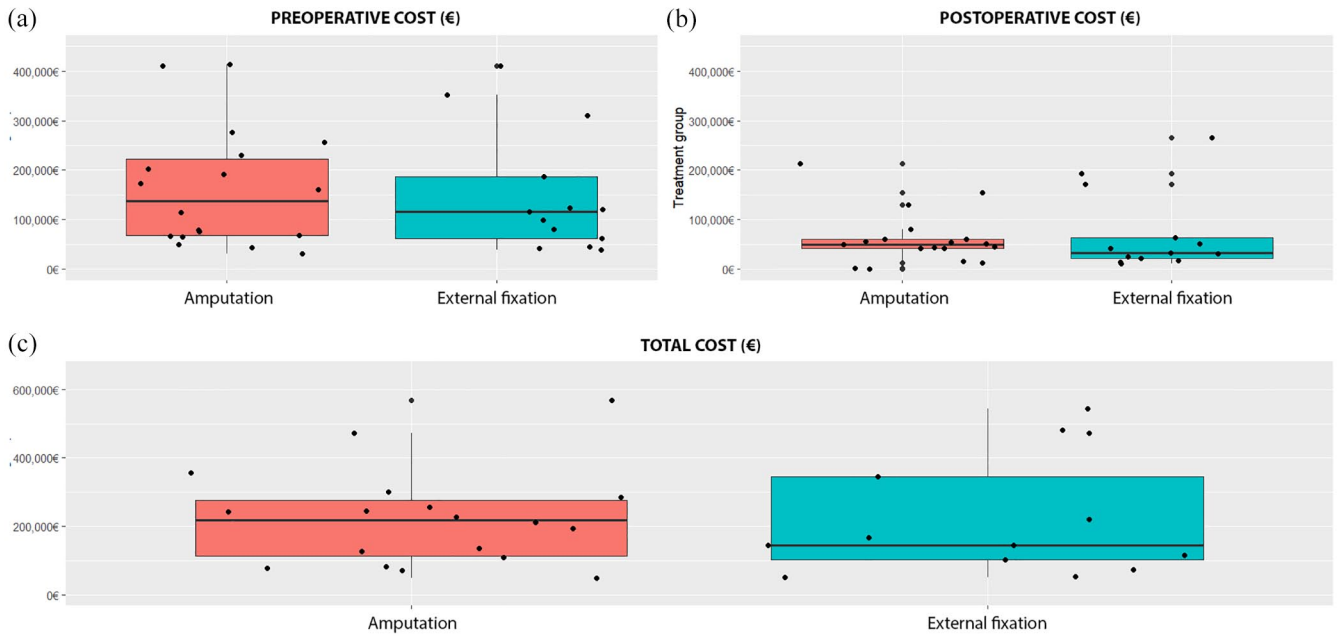 (a)
PREOPERATIVE COST (€)
400,000€
300,000€
200,000€
100,000€
0€
Amputation
External fixation
(b)
POSTOPERATIVE COST (€)
Treatment group
400,000€
300,000€
200,000€
100,000€
0€
Amputation
External fixation
(c)
TOTAL COST (€)
600,000€
400,000€
200,000€
0€
Amputation
External fixation